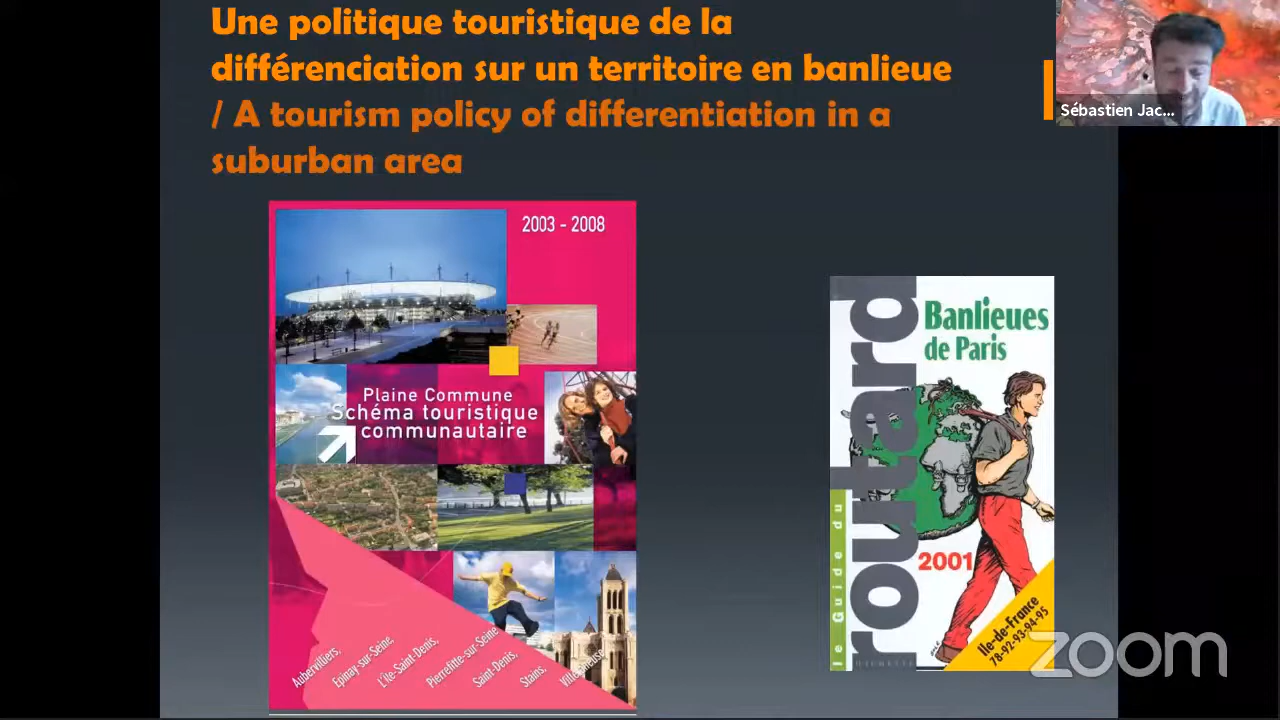 Une politique touristique de la
différenciation sur un territoire en banlieue
/ A tourism policy of differentiation in a
suburban area
Sébastien Jac...
2003 - 2008
Plaine Commune
Schéma touristique
communautaire
Aubervilliers,
Epinay-sur-Seine,
L'Ile-Saint-Denis,
Pierrefitte-sur-Seine
Saint-Denis,
Stains,
Villetaneuse
le Guide du
routard
Banlieues
de Paris
2001
Ile-de-France
78-92-93-94-95
HACHETTE
zoom